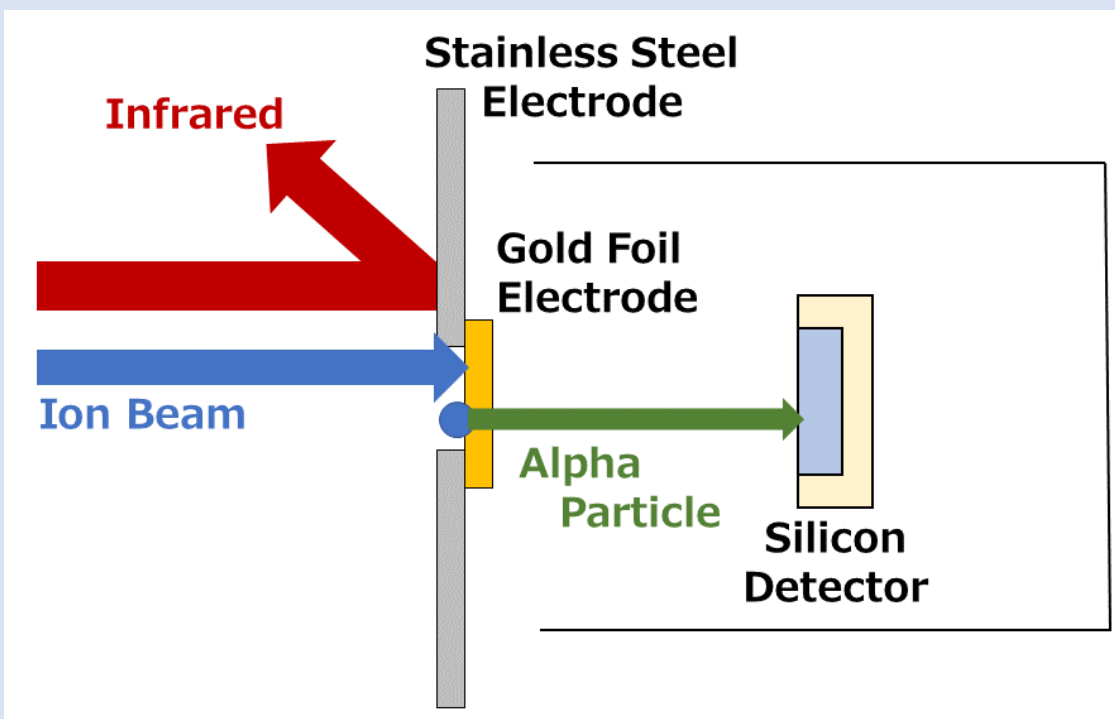 Stainless Steel
Electrode
Infrared
Gold Foil
Electrode
Ion Beam
Alpha
Particle
Silicon
Detector